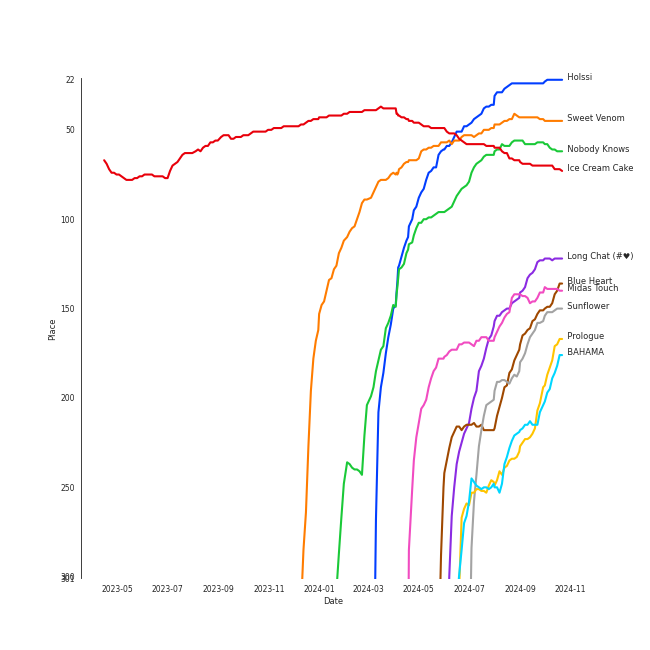 22
Holssi
Sweet Venom
50
Nobody Knows
Ice Cream Cake
100
Long Chat (#♥)
Blue Heart
Midas Touch
150
Sunflower
Prologue
BAHAMA
200
250
300
301
Place
2023-05 2023-07 2023-09 2023-11 2024-01 2024-03 2024-05 2024-07 2024-09 2024-11
Date